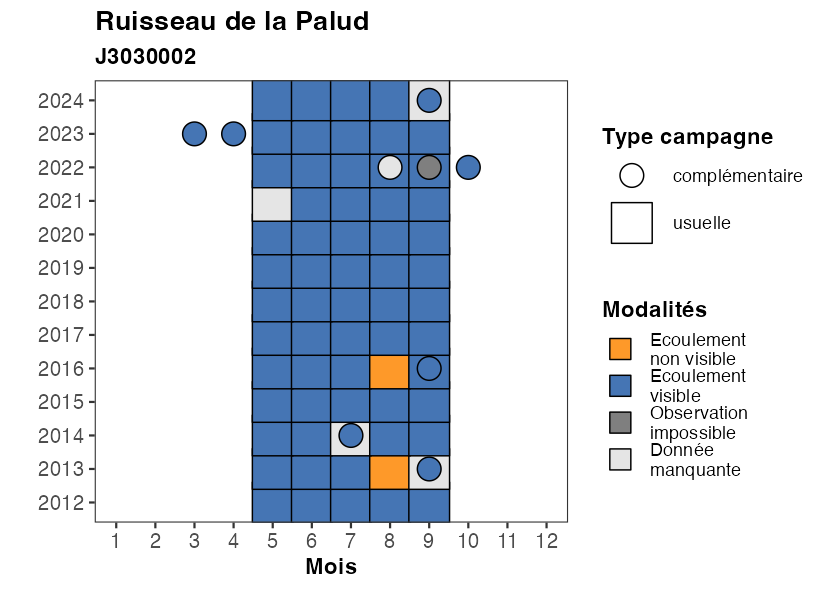 Ruisseau de la Palud
J3030002
2024
2023
2022
2021
2020
2019
2018
2017
2016
2015
2014
2013
2012
1 2 3 4 5 6 7 8 9 10 11 12
Mois
Type campagne
complémentaire
usuelle
Modalités
Ecoulement
non visible
Ecoulement
visible
Observation
impossible
Donnée
manquante